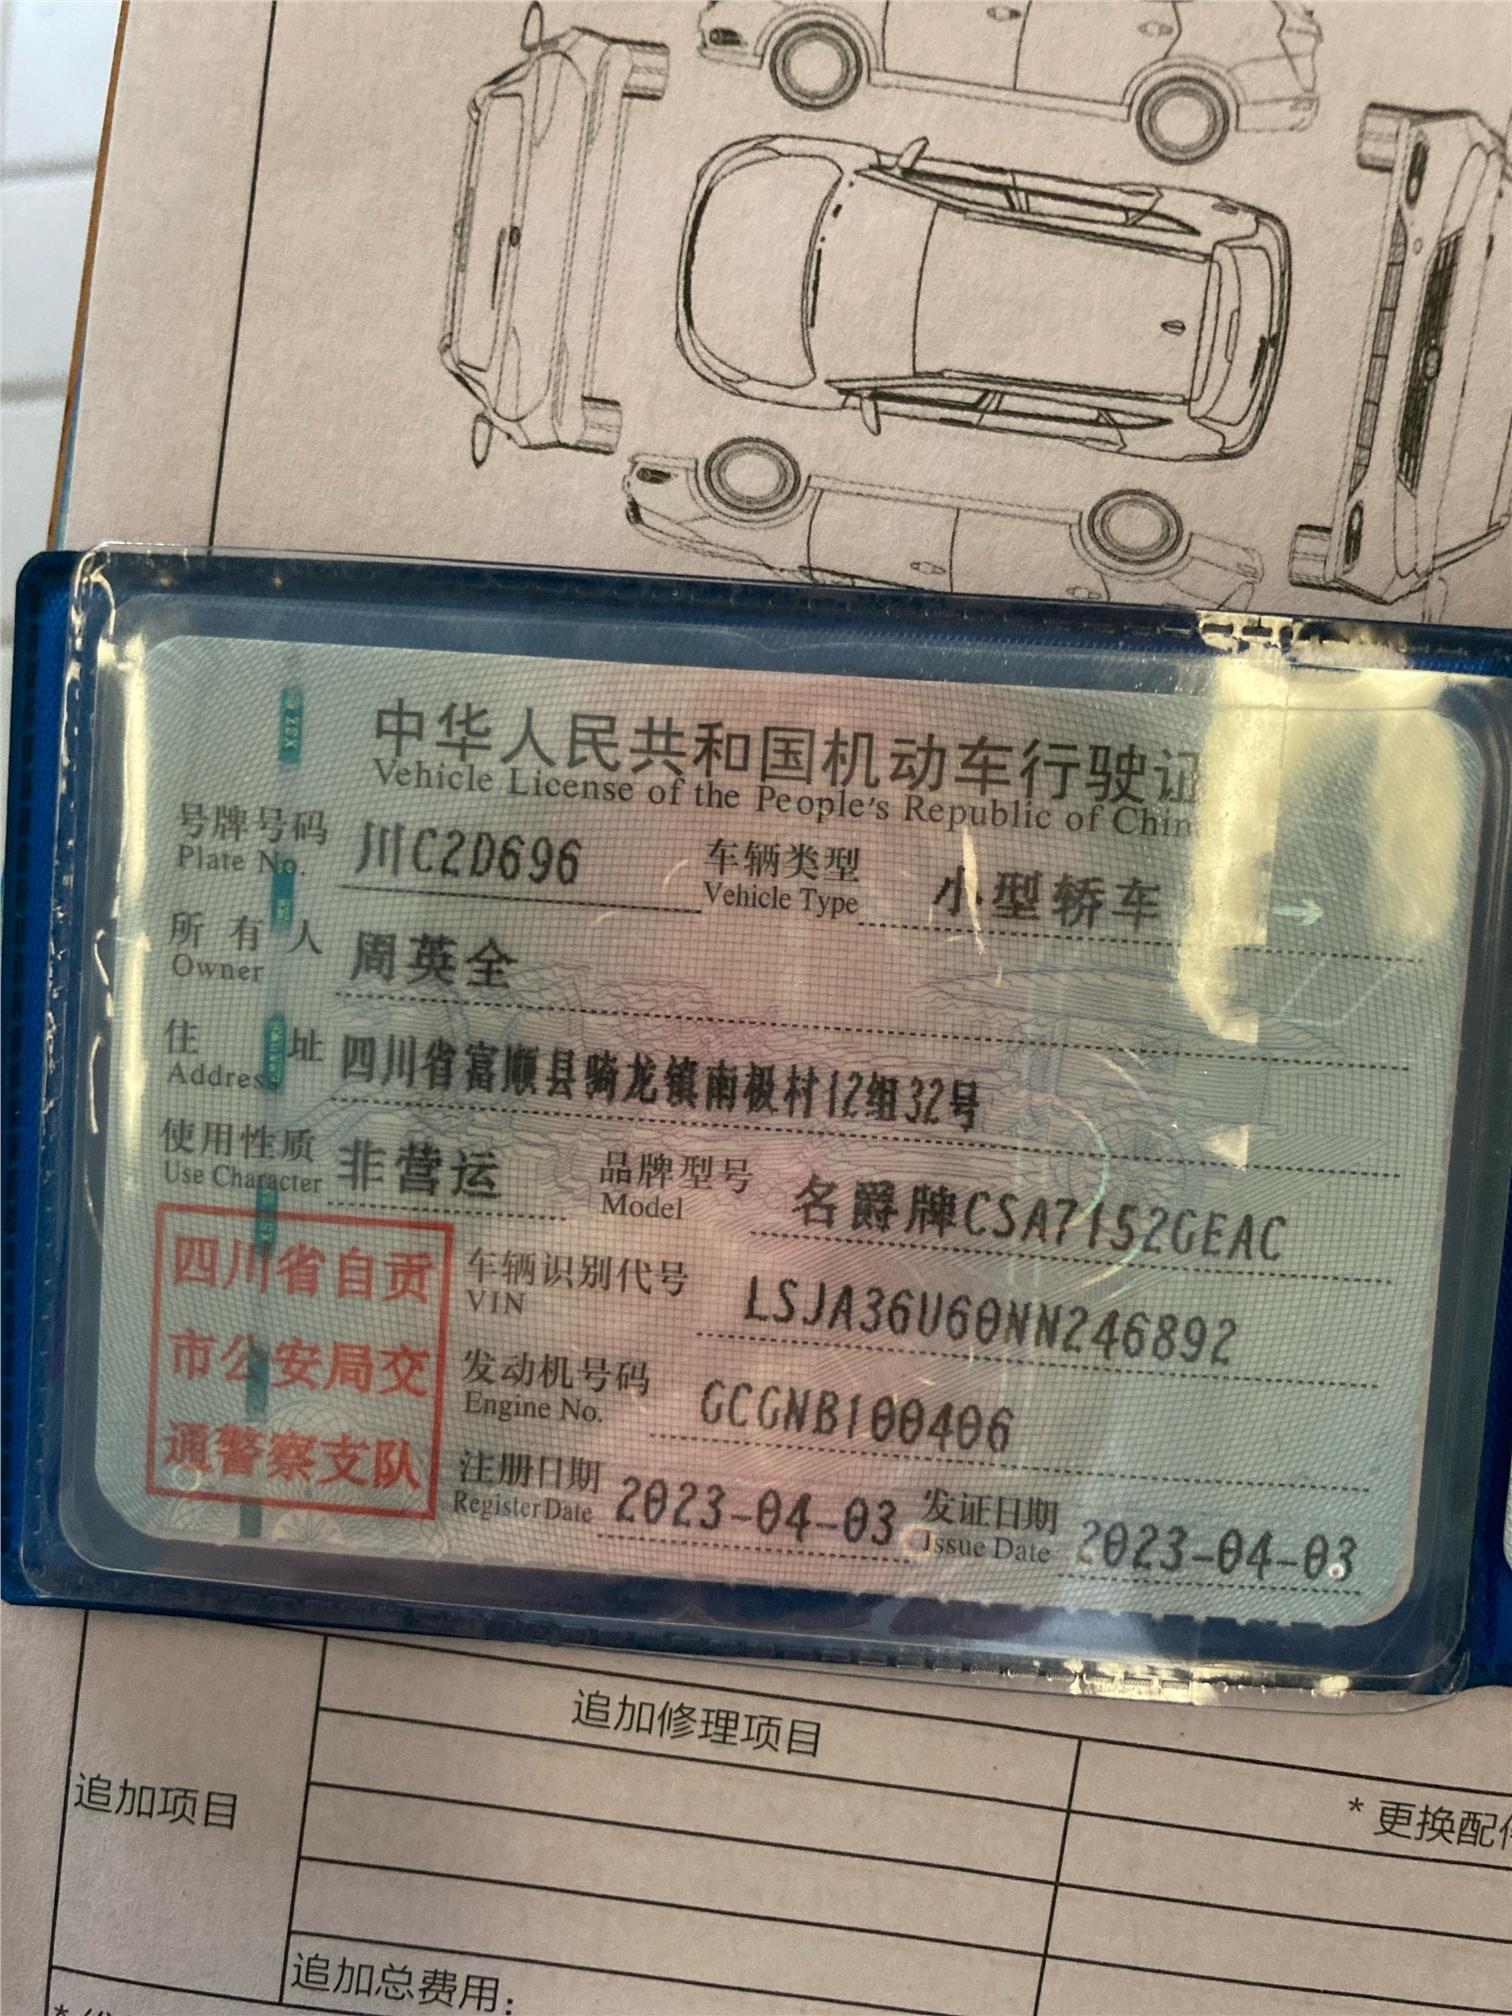 中华人民共和国机动车行驶证
Vehicle License of the People's Republic of Chin
号牌号码 川C2D696 车辆类型 小型轿车
Plate No. Vehicle Type
所有人 周英全
Owner
住址 四川省富顺县骑龙镇南极村12组32号
Address
使用性质 非营运 品牌型号 名爵牌CSA7152GEAC
Use Character Model
四川省自贡
市公安局交
通警察支队
车辆识别代号 LSJA36U60NN246892
VIN
发动机号码 GCGNB100406
Engine No.
注册日期 2023-04-03 发证日期 2023-04-03
Register Date Issue Date
追加修理项目
追加项目
* 更换配
追加总费用：